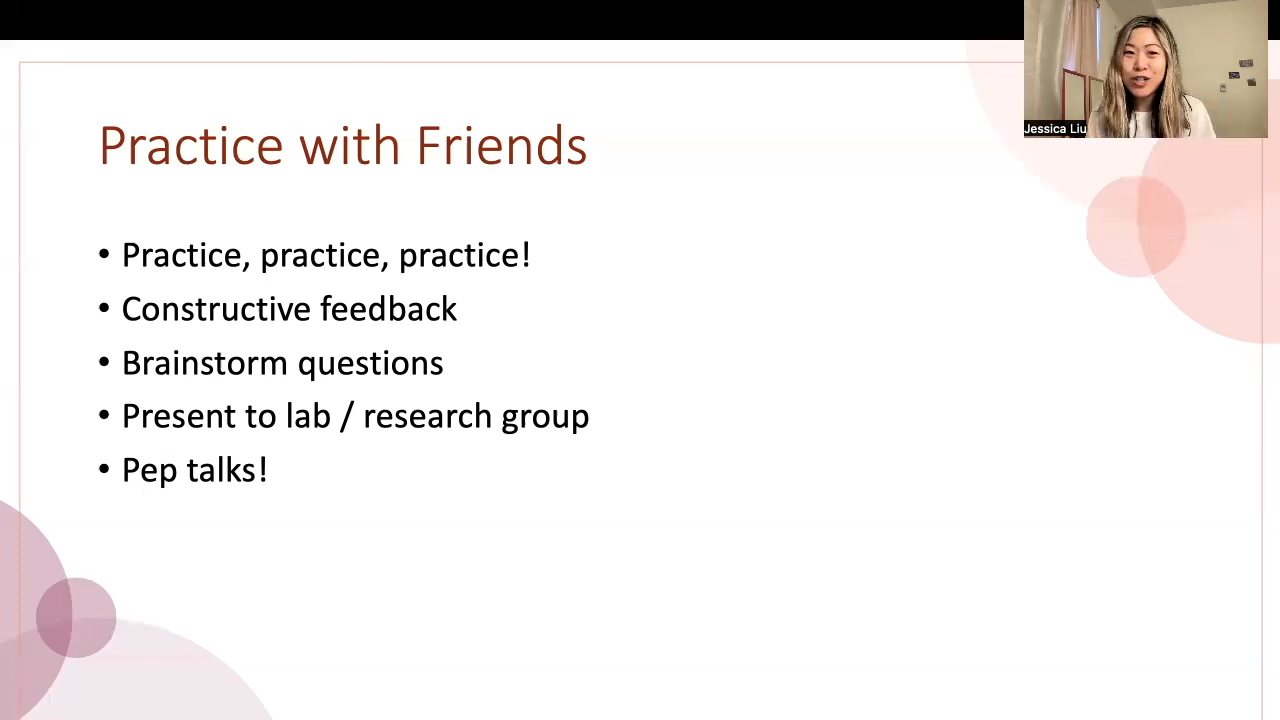 Jessica Liu
Practice with Friends
• Practice, practice, practice!
• Constructive feedback
• Brainstorm questions
• Present to lab / research group
• Pep talks!